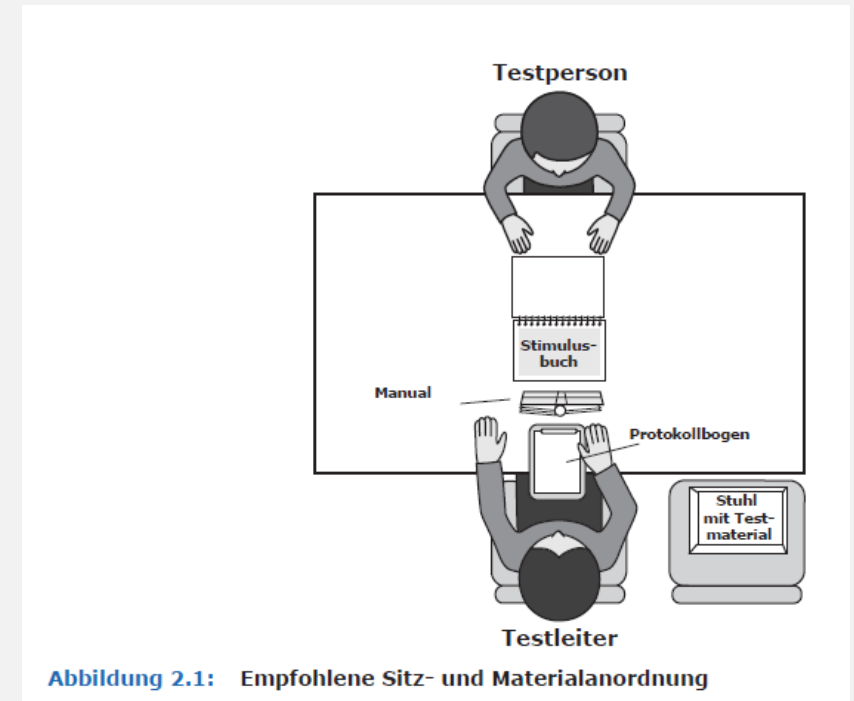 Testperson
Stimulus-
buch
Manual
Protokollbogen
Stuhl
mit Test-
material
Testleiter
Abbildung 2.1: Empfohlene Sitz- und Materialanordnung